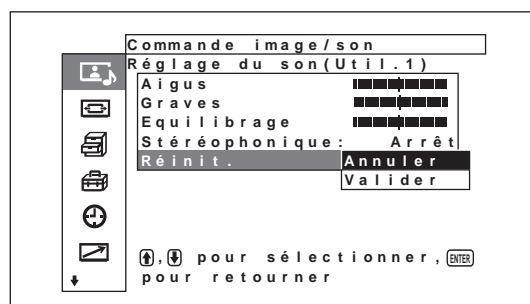 Commande image/son
Réglage du son(Util.1)
Aigus
Graves
Equilibrage
Stéréophonique: Arrêt
Réinit. Annuler
Valider
, pour sélectionner, ENTER
pour retourner